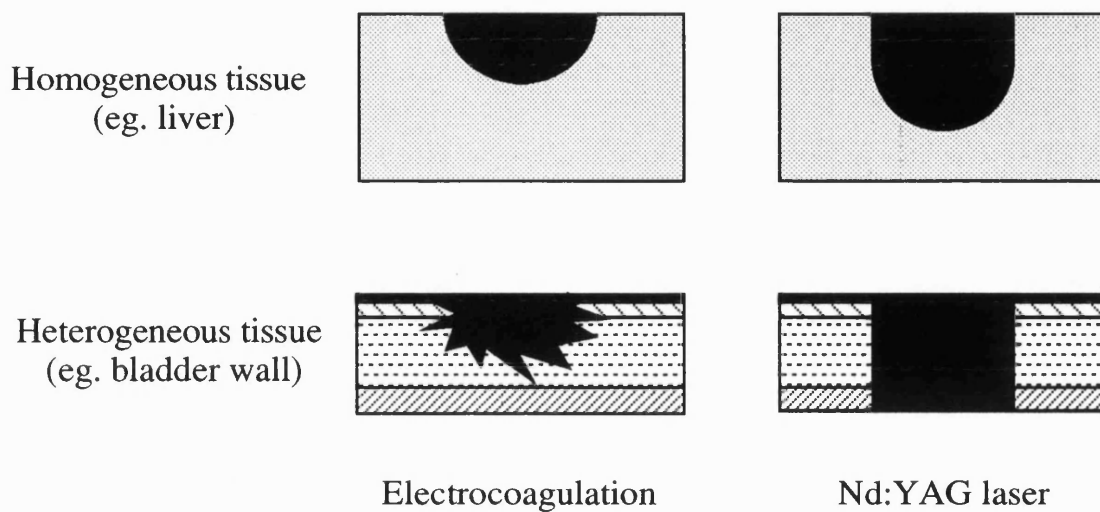 Homogeneous tissue
(eg. liver)
Heterogeneous tissue
(eg. bladder wall)
Electrocoagulation
Nd:YAG laser